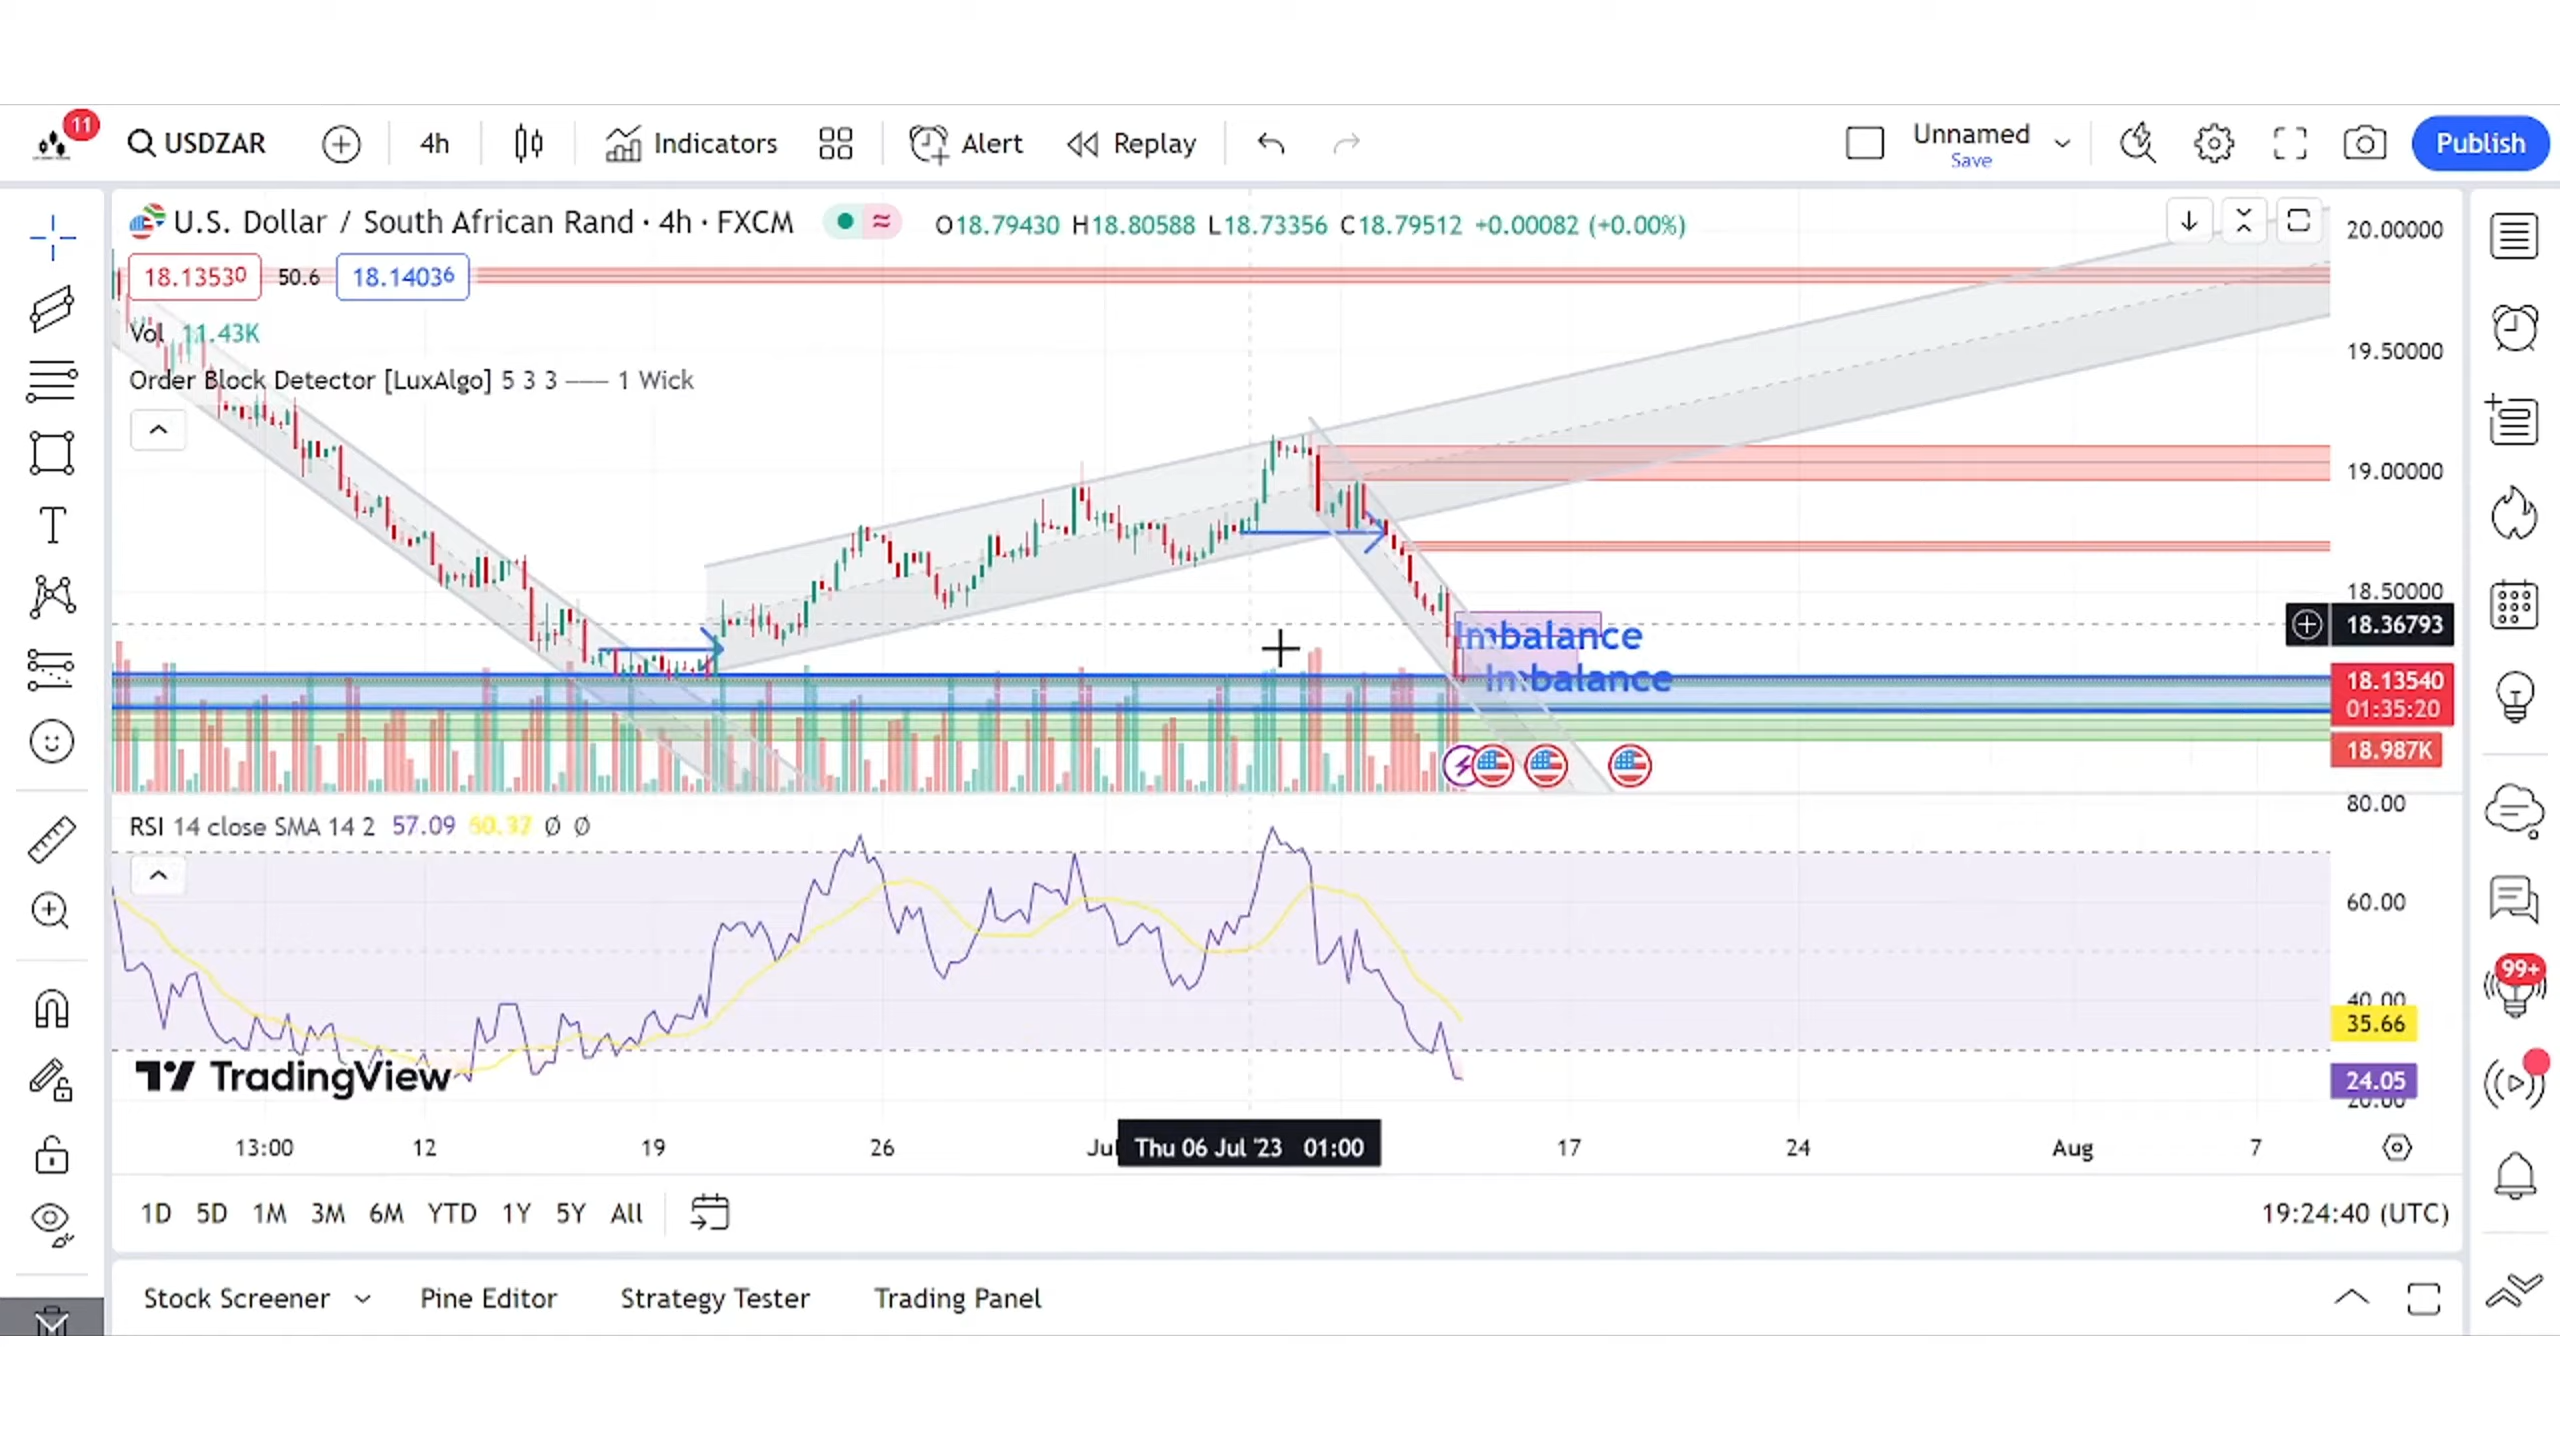 11
USDZAR
4h
Indicators
Alert
Replay
Unnamed
Save
Publish
U.S. Dollar / South African Rand · 4h · FXCM
O18.79430 H18.80588 L18.73356 C18.79512 +0.00082 (+0.00%)
18.13530 50.6 18.14036
Vol 11.43K
Order Block Detector [LuxAlgo] 5 3 3 —— 1 Wick
20.00000
19.50000
19.00000
18.50000
18.36793
18.13540
01:35:20
18.987K
Imbalance
Imbalance
RSI 14 close SMA 14 2 57.09 60.37 Ø Ø
80.00
60.00
40.00
35.66
24.05
20.00
99+
TradingView
13:00 12 19 26 Jul Thu 06 Jul '23 01:00 17 24 Aug 7
1D 5D 1M 3M 6M YTD 1Y 5Y All
19:24:40 (UTC)
Stock Screener Pine Editor Strategy Tester Trading Panel